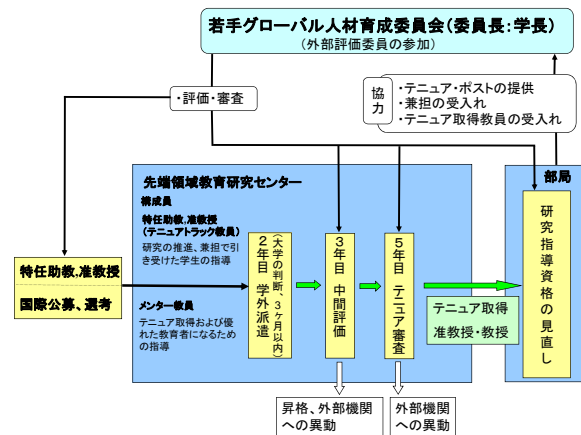 若手グローバル人材育成委員会(委員長:学長)
(外部評価委員の参加)
・評価・審査
協力
・テニュア・ポストの提供
・兼担の受入れ
・テニュア取得教員の受入れ
先端領域教育研究センター
構成員
特任助教,准教授
(テニュアトラック教員)
研究の推進、兼担で引
き受けた学生の指導
メンター教員
テニュア取得および優
れた教育者になるため
の指導
特任助教,准教授
国際公募、選考
2年目 学外派遣
(大学の判断、3ヶ月以内)
3年目 中間評価
5年目 テニュア審査
テニュア取得
准教授・教授
部局
研究指導資格の見直し
昇格、外部機関
への異動
外部機関
への異動